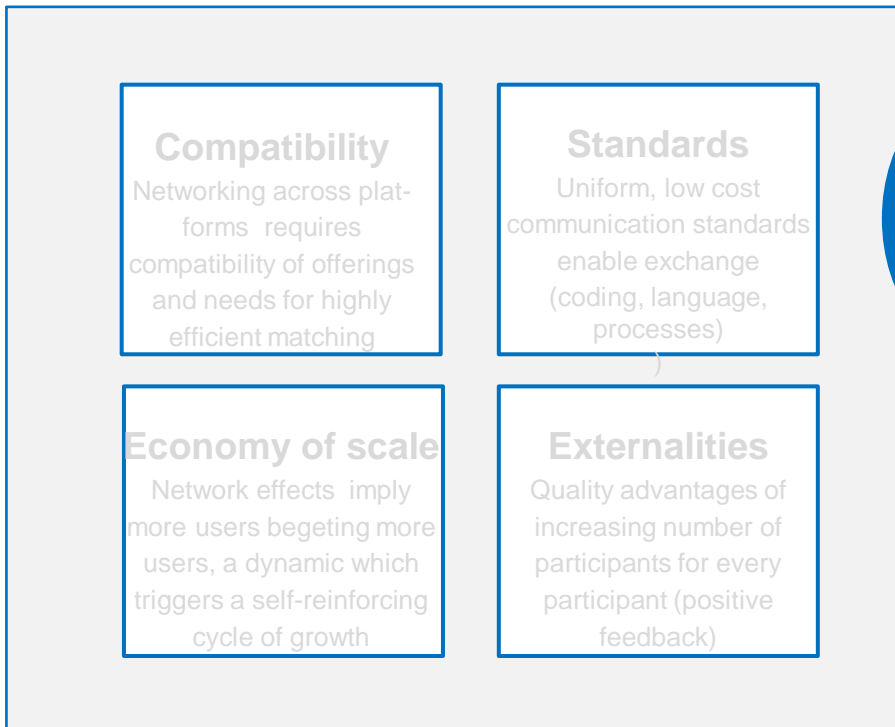 Compatibility
Networking across plat-
forms requires
compatibility of offerings
and needs for highly
efficient matching
Standards
Uniform, low cost
communication standards
enable exchange
(coding, language,
processes)
)
Economy of scale
Network effects imply
more users begeting more
users, a dynamic which
triggers a self-reinforcing
cycle of growth
Externalities
Quality advantages of
increasing number of
participants for every
participant (positive
feedback)